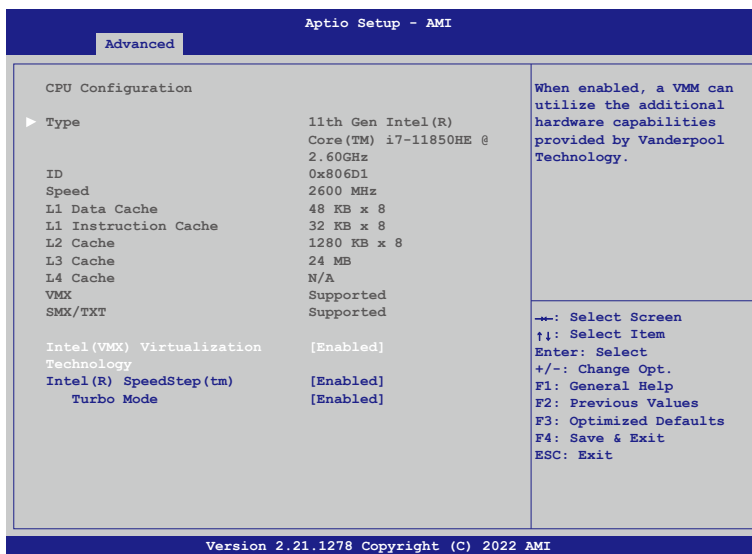 Aptio Setup - AMI
Advanced
CPU Configuration
Type 11th Gen Intel(R)
Core(TM) i7-11850HE @
2.60GHz
ID 0x806D1
Speed 2600 MHz
L1 Data Cache 48 KB x 8
L1 Instruction Cache 32 KB x 8
L2 Cache 1280 KB x 8
L3 Cache 24 MB
L4 Cache N/A
VMX Supported
SMX/TXT Supported
Intel(VMX) Virtualization [Enabled]
Technology
Intel(R) SpeedStep(tm) [Enabled]
Turbo Mode [Enabled]
When enabled, a VMM can
utilize the additional
hardware capabilities
provided by Vanderpool
Technology.
→←: Select Screen
↑↓: Select Item
Enter: Select
+/-: Change Opt.
F1: General Help
F2: Previous Values
F3: Optimized Defaults
F4: Save & Exit
ESC: Exit
Version 2.21.1278 Copyright (C) 2022 AMI